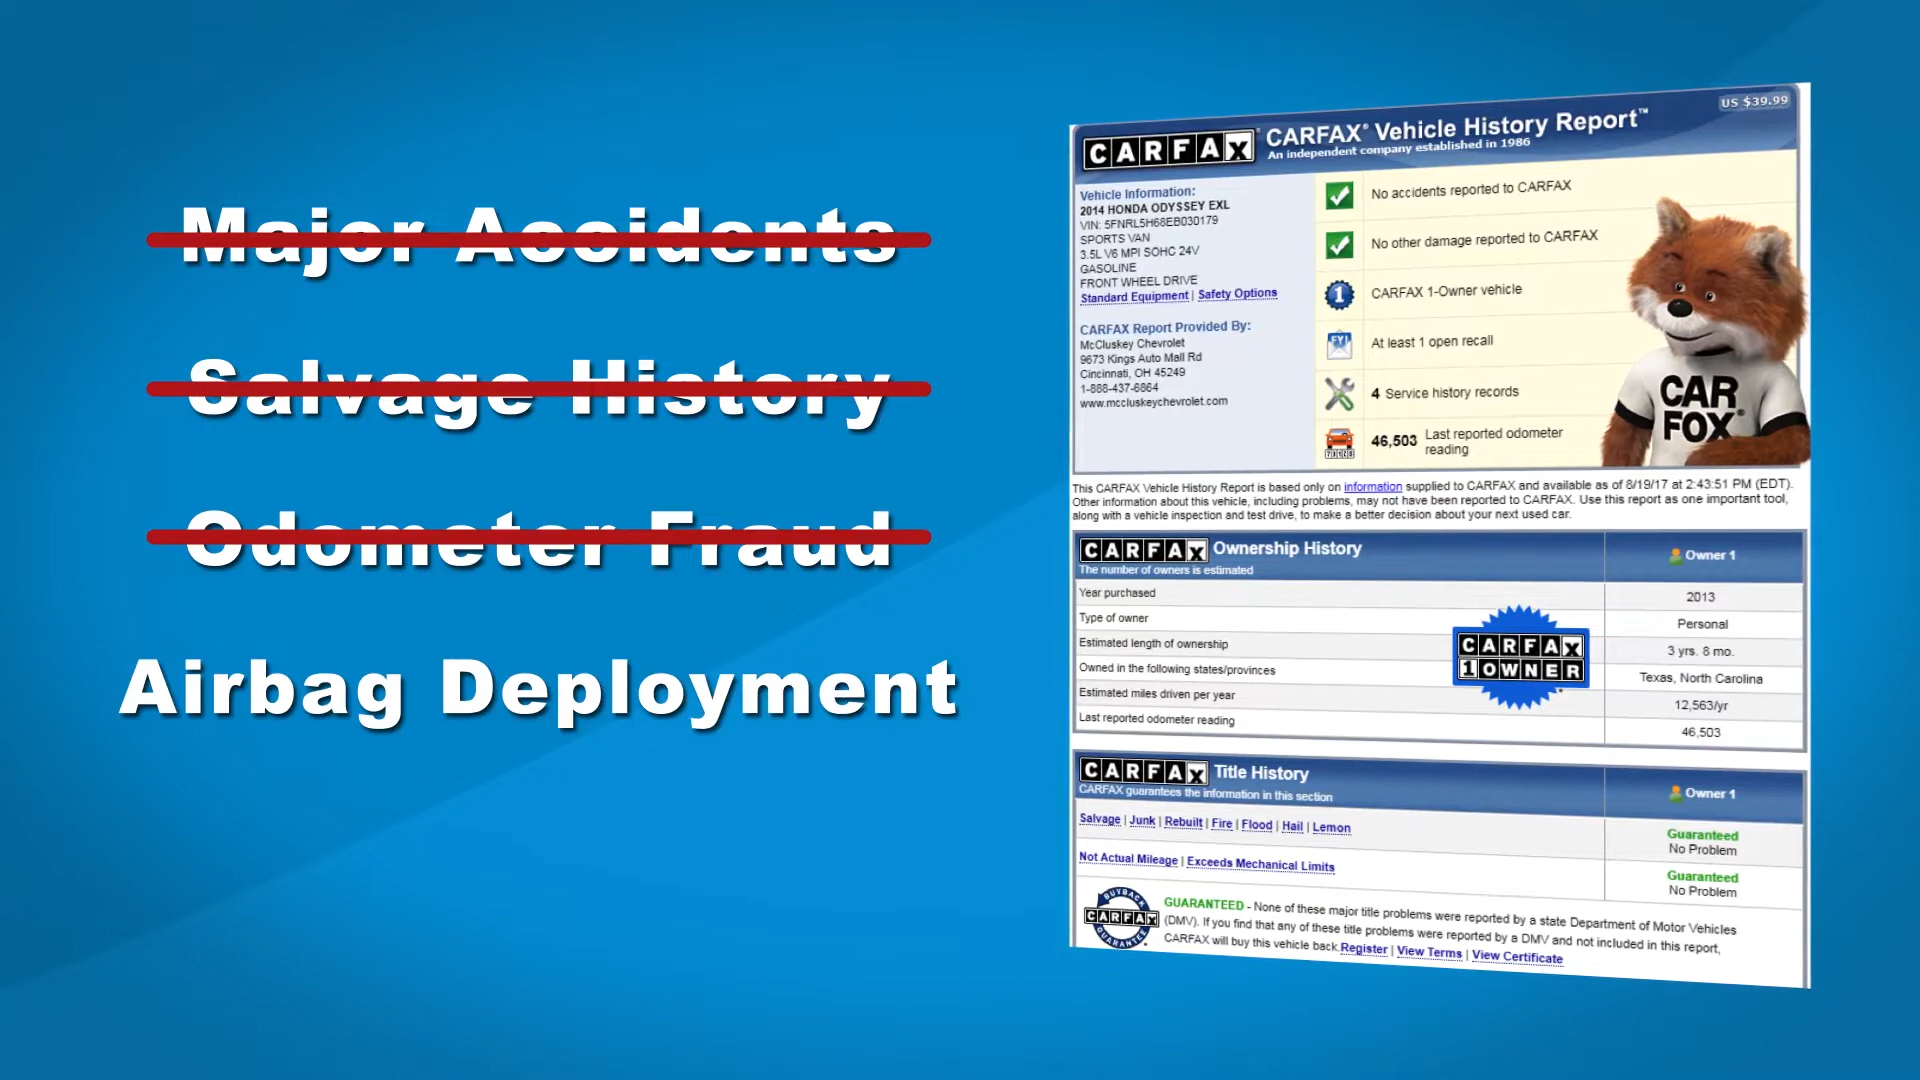 Major Accidents
Salvage History
Odometer Fraud
Airbag Deployment
US $39.99
CARFAX® CARFAX® Vehicle History Report™
An independent company established in 1986
Vehicle Information:
2014 HONDA ODYSSEY EXL
VIN: 5FNRL5H68EB030179
SPORTS VAN
3.5L V6 MPI SOHC 24V
GASOLINE
FRONT WHEEL DRIVE
Standard Equipment | Safety Options
CARFAX Report Provided By:
McCluskey Chevrolet
9673 Kings Auto Mall Rd
Cincinnati, OH 45249
1-888-437-6864
www.mccluskeychevrolet.com
No accidents reported to CARFAX
No other damage reported to CARFAX
1 CARFAX 1-Owner vehicle
FYI At least 1 open recall
4 Service history records
46,503 Last reported odometer
reading
CAR
FOX®
This CARFAX Vehicle History Report is based only on information supplied to CARFAX and available as of 8/19/17 at 2:43:51 PM (EDT).
Other information about this vehicle, including problems, may not have been reported to CARFAX. Use this report as one important tool,
along with a vehicle inspection and test drive, to make a better decision about your next used car.
CARFAX Ownership History
The number of owners is estimated
Owner 1
Year purchased 2013
Type of owner Personal
Estimated length of ownership 3 yrs. 8 mo.
Owned in the following states/provinces Texas, North Carolina
Estimated miles driven per year 12,563/yr
Last reported odometer reading 46,503
CARFAX
1 OWNER
CARFAX Title History
CARFAX guarantees the information in this section
Owner 1
Salvage | Junk | Rebuilt | Fire | Flood | Hail | Lemon
Guaranteed
No Problem
Not Actual Mileage | Exceeds Mechanical Limits
Guaranteed
No Problem
BUYBACK
CARFAX
GUARANTEE
GUARANTEED - None of these major title problems were reported by a state Department of Motor Vehicles
(DMV). If you find that any of these title problems were reported by a DMV and not included in this report,
CARFAX will buy this vehicle back.Register | View Terms | View Certificate